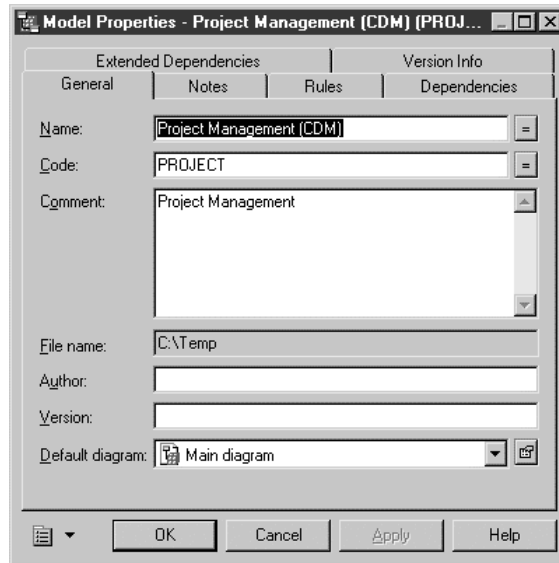 Model Properties - Project Management (CDM) (PROJ...
Extended Dependencies Version Info
General Notes Rules Dependencies
Name: Project Management (CDM) =
Code: PROJECT =
Comment: Project Management
File name: C:\Temp
Author:
Version:
Default diagram: Main diagram
OK Cancel Apply Help